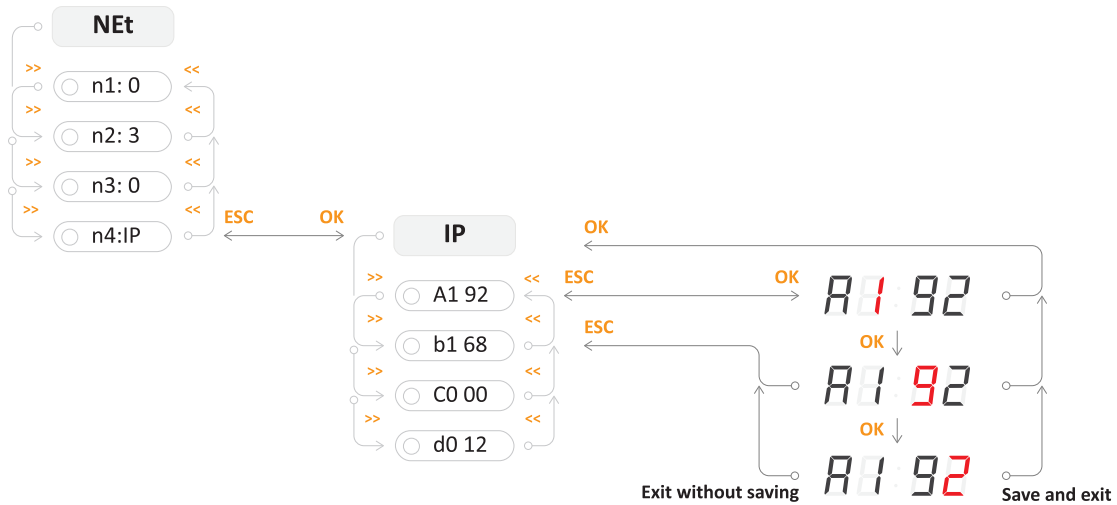 NEt
>> <<
n1: 0
>> <<
n2: 3
>> <<
n3: 0
>> <<
n4:IP
ESC OK
IP
>> <<
A1 92
>> <<
b1 68
>> <<
C0 00
>> <<
d0 12
OK
ESC OK
ESC
A1:92
OK
A1:92
OK
A1:92
Exit without saving
Save and exit